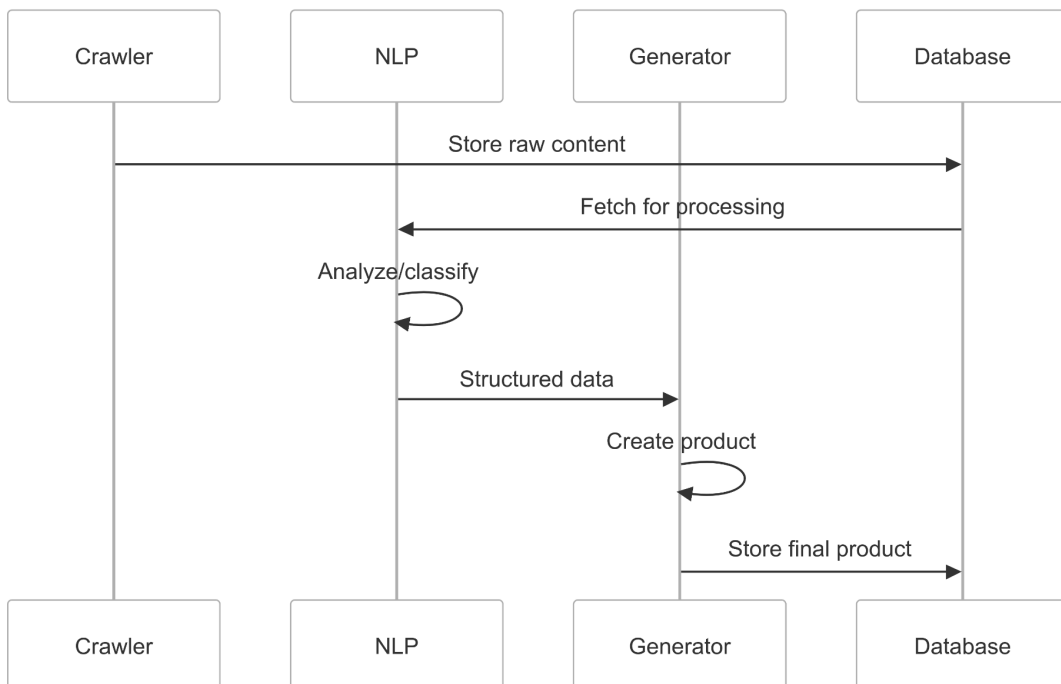 Crawler
NLP
Generator
Database
Store raw content
Fetch for processing
Analyze/classify
Structured data
Create product
Store final product
Crawler
NLP
Generator
Database